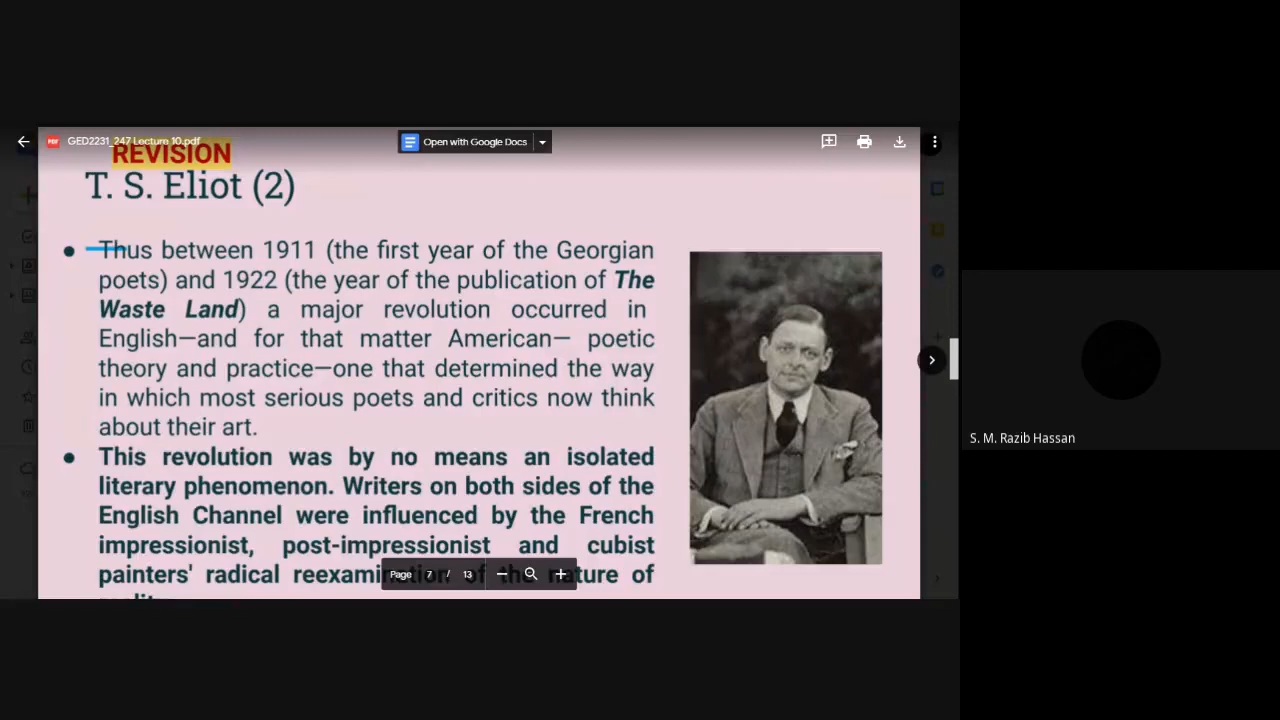 GED2231_247 Lecture 10.pdf
Open with Google Docs
REVISION
T. S. Eliot (2)
● Thus between 1911 (the first year of the Georgian
poets) and 1922 (the year of the publication of The
Waste Land) a major revolution occurred in
English—and for that matter American— poetic
theory and practice—one that determined the way
in which most serious poets and critics now think
about their art.
● This revolution was by no means an isolated
literary phenomenon. Writers on both sides of the
English Channel were influenced by the French
impressionist, post-impressionist and cubist
painters' radical reexamination of the nature of
Page 7 / 13
S. M. Razib Hassan